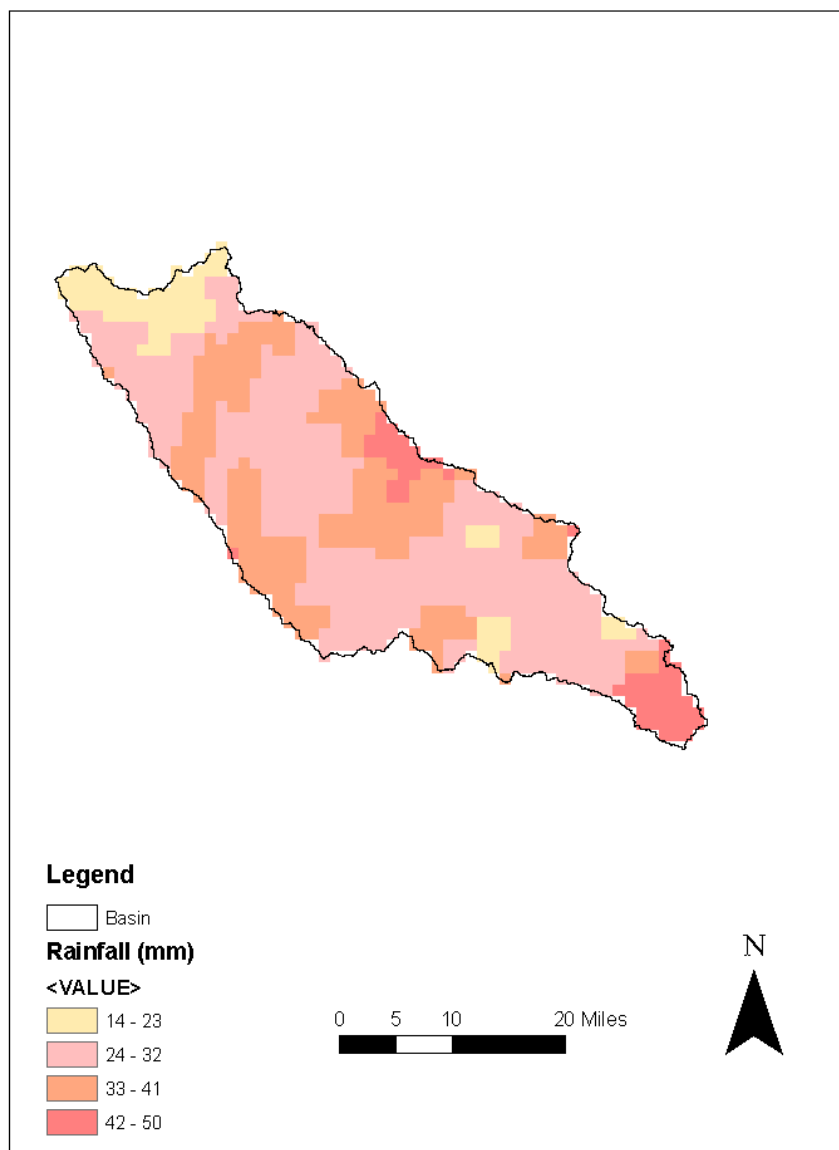 Legend
Basin
Rainfall (mm)
<VALUE>
14 - 23
24 - 32
33 - 41
42 - 50
0 5 10 20 Miles
N